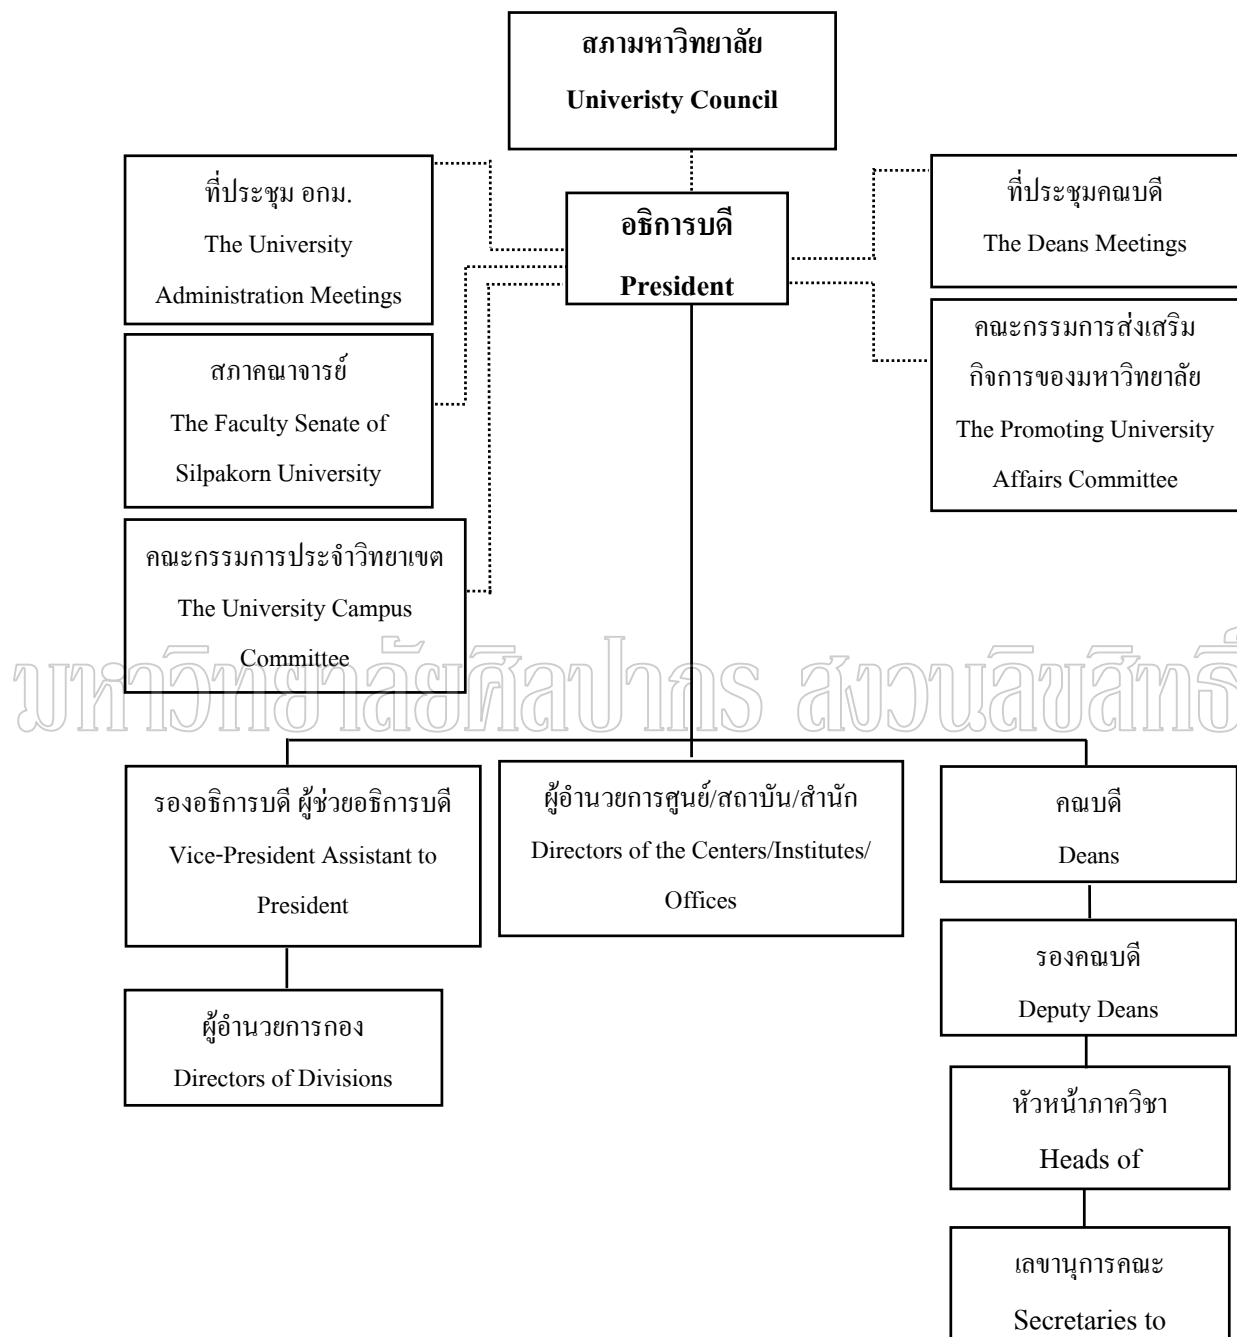 สภามหาวิทยาลัย
Univeristy Council
ที่ประชุม อกม.
The University
Administration Meetings
อธิการบดี
President
ที่ประชุมคณบดี
The Deans Meetings
สภาคณาจารย์
The Faculty Senate of
Silpakorn University
คณะกรรมการส่งเสริม
กิจการของมหาวิทยาลัย
The Promoting University
Affairs Committee
คณะกรรมการประจำวิทยาเขต
The University Campus
Committee
มหาวิทยาลัยศิลปากร สงวนลิขสิทธิ์
รองอธิการบดี ผู้ช่วยอธิการบดี
Vice-President Assistant to
President
ผู้อำนวยการศูนย์/สถาบัน/สำนัก
Directors of the Centers/Institutes/
Offices
คณบดี
Deans
ผู้อำนวยการกอง
Directors of Divisions
รองคณบดี
Deputy Deans
หัวหน้าภาควิชา
Heads of
เลขานุการคณะ
Secretaries to